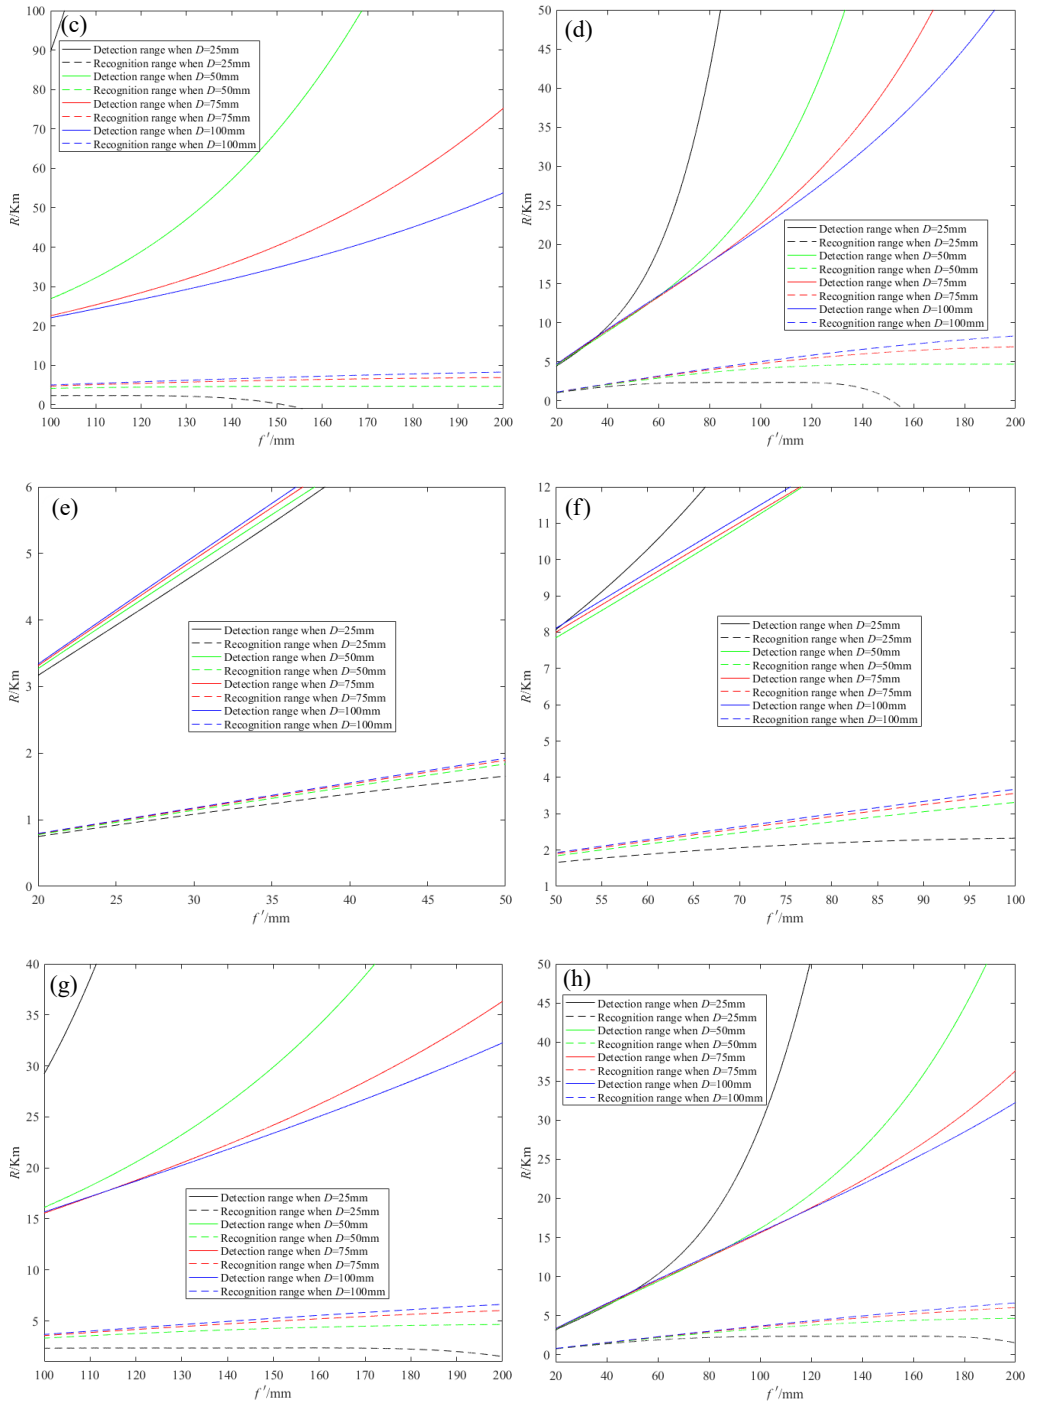 (c)
100
90
80
70
60
50
40
30
20
10
0
R/Km
Detection range when D=25mm
Recognition range when D=25mm
Detection range when D=50mm
Recognition range when D=50mm
Detection range when D=75mm
Recognition range when D=75mm
Detection range when D=100mm
Recognition range when D=100mm
100 110 120 130 140 150 160 170 180 190 200
f'/mm
(d)
50
45
40
35
30
25
20
15
10
5
0
R/Km
Detection range when D=25mm
Recognition range when D=25mm
Detection range when D=50mm
Recognition range when D=50mm
Detection range when D=75mm
Recognition range when D=75mm
Detection range when D=100mm
Recognition range when D=100mm
20 40 60 80 100 120 140 160 180 200
f'/mm
(e)
6
5
4
3
2
1
0
R/Km
Detection range when D=25mm
Recognition range when D=25mm
Detection range when D=50mm
Recognition range when D=50mm
Detection range when D=75mm
Recognition range when D=75mm
Detection range when D=100mm
Recognition range when D=100mm
20 25 30 35 40 45 50
f'/mm
(f)
12
11
10
9
8
7
6
5
4
3
2
1
R/Km
Detection range when D=25mm
Recognition range when D=25mm
Detection range when D=50mm
Recognition range when D=50mm
Detection range when D=75mm
Recognition range when D=75mm
Detection range when D=100mm
Recognition range when D=100mm
50 55 60 65 70 75 80 85 90 95 100
f'/mm
(g)
40
35
30
25
20
15
10
5
R/Km
Detection range when D=25mm
Recognition range when D=25mm
Detection range when D=50mm
Recognition range when D=50mm
Detection range when D=75mm
Recognition range when D=75mm
Detection range when D=100mm
Recognition range when D=100mm
100 110 120 130 140 150 160 170 180 190 200
f'/mm
(h)
50
45
40
35
30
25
20
15
10
5
0
R/Km
Detection range when D=25mm
Recognition range when D=25mm
Detection range when D=50mm
Recognition range when D=50mm
Detection range when D=75mm
Recognition range when D=75mm
Detection range when D=100mm
Recognition range when D=100mm
20 40 60 80 100 120 140 160 180 200
f'/mm